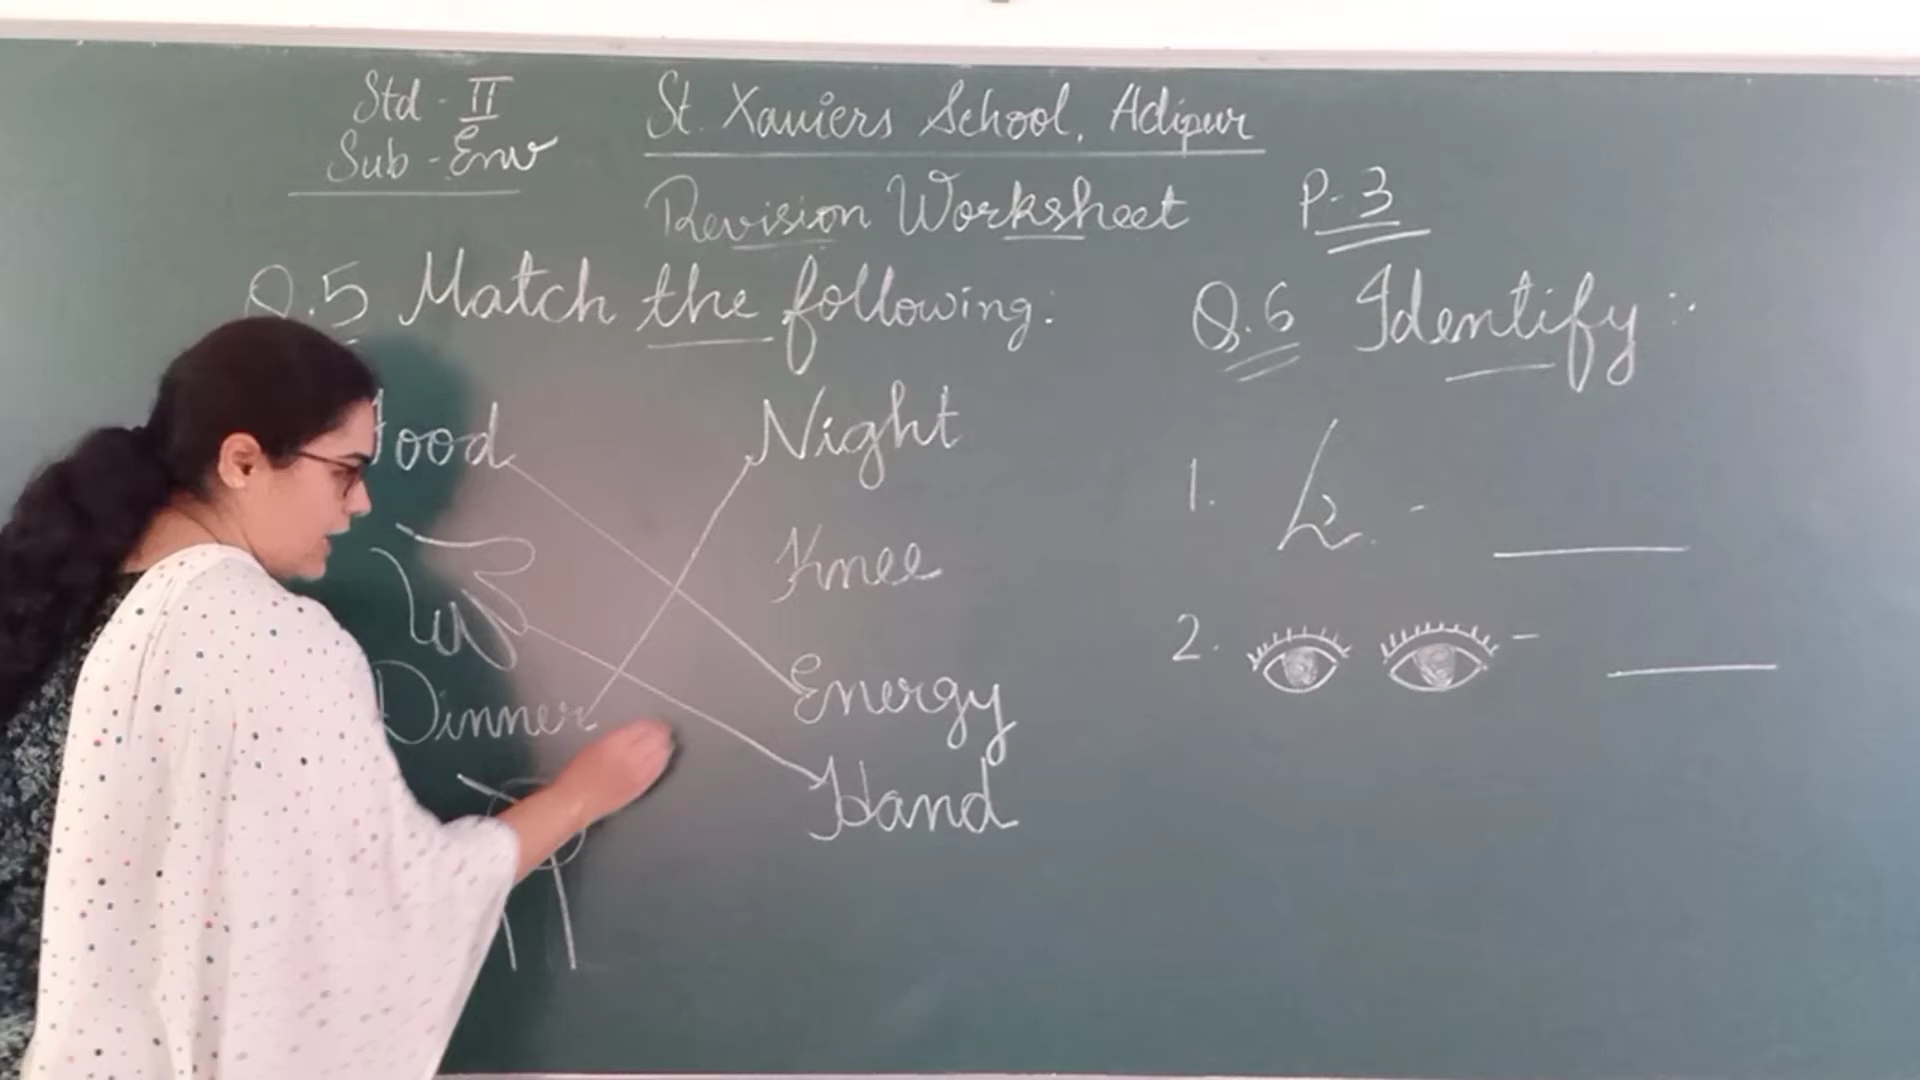 Std - II
Sub - Env
St. Xaviers School, Adipur
Revision Worksheet
P-3
Q.5 Match the following:
Food
Dinner
Night
Knee
Energy
Hand
Q.6 Identify:
1. -
2. -